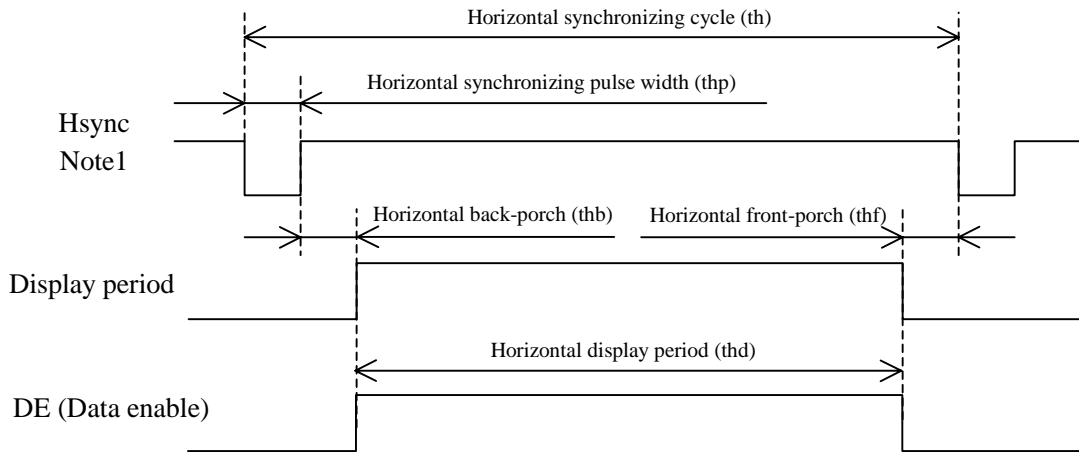 Horizontal synchronizing cycle (th)
Horizontal synchronizing pulse width (thp)
Hsync
Note1
Horizontal back-porch (thb)
Horizontal front-porch (thf)
Display period
Horizontal display period (thd)
DE (Data enable)